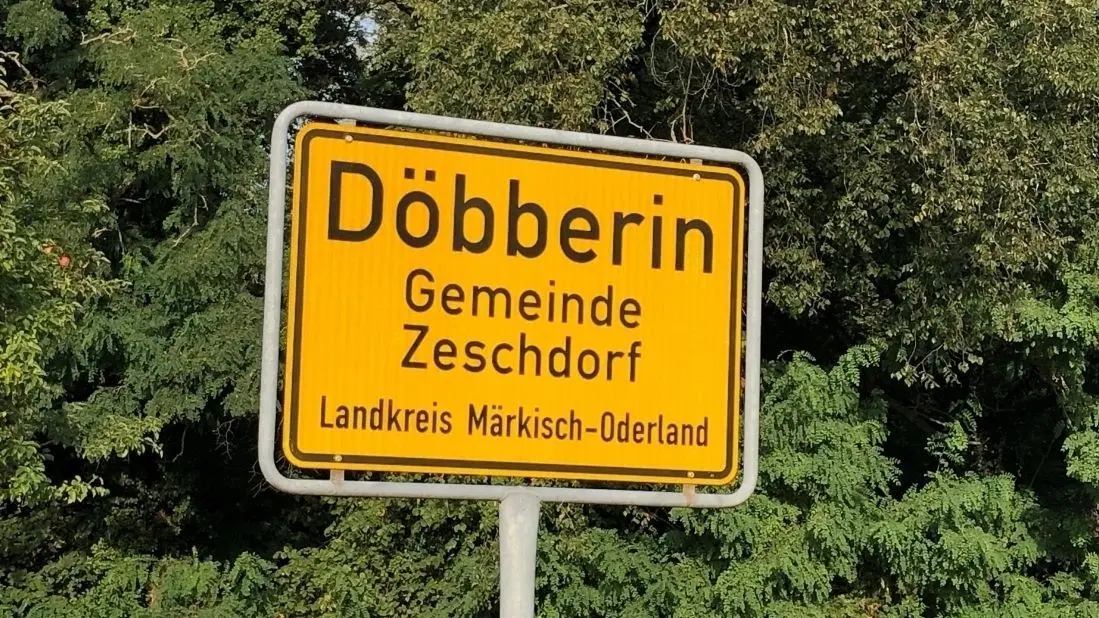 Döbberin
Gemeinde
Zeschdorf
Landkreis Märkisch-Oderland